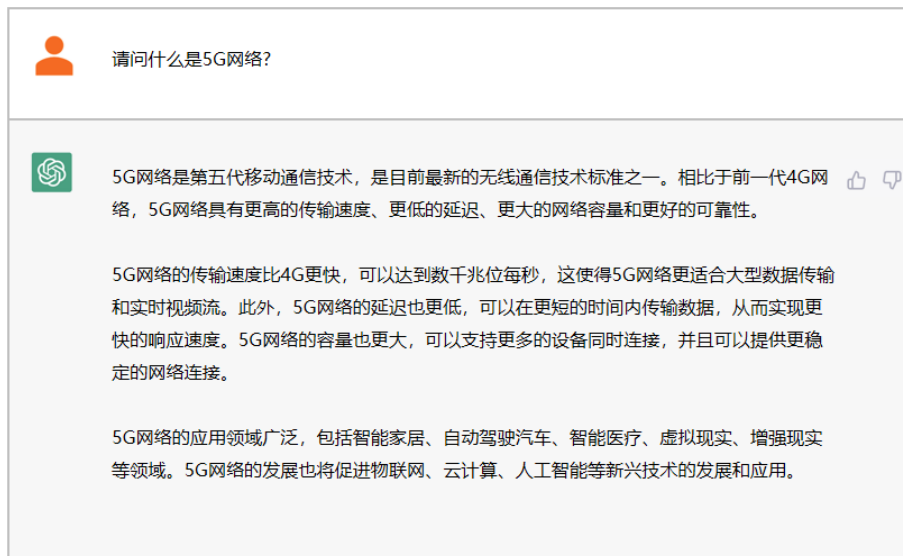 请问什么是5G网络?
5G网络是第五代移动通信技术，是目前最新的无线通信技术标准之一。相比于前一代4G网
络，5G网络具有更高的传输速度、更低的延迟、更大的网络容量和更好的可靠性。
5G网络的传输速度比4G更快，可以达到数千兆位每秒，这使得5G网络更适合大型数据传输
和实时视频流。此外，5G网络的延迟也更低，可以在更短的时间内传输数据，从而实现更
快的响应速度。5G网络的容量也更大，可以支持更多的设备同时连接，并且可以提供更稳
定的网络连接。
5G网络的应用领域广泛，包括智能家居、自动驾驶汽车、智能医疗、虚拟现实、增强现实
等领域。5G网络的发展也将促进物联网、云计算、人工智能等新兴技术的发展和应用。